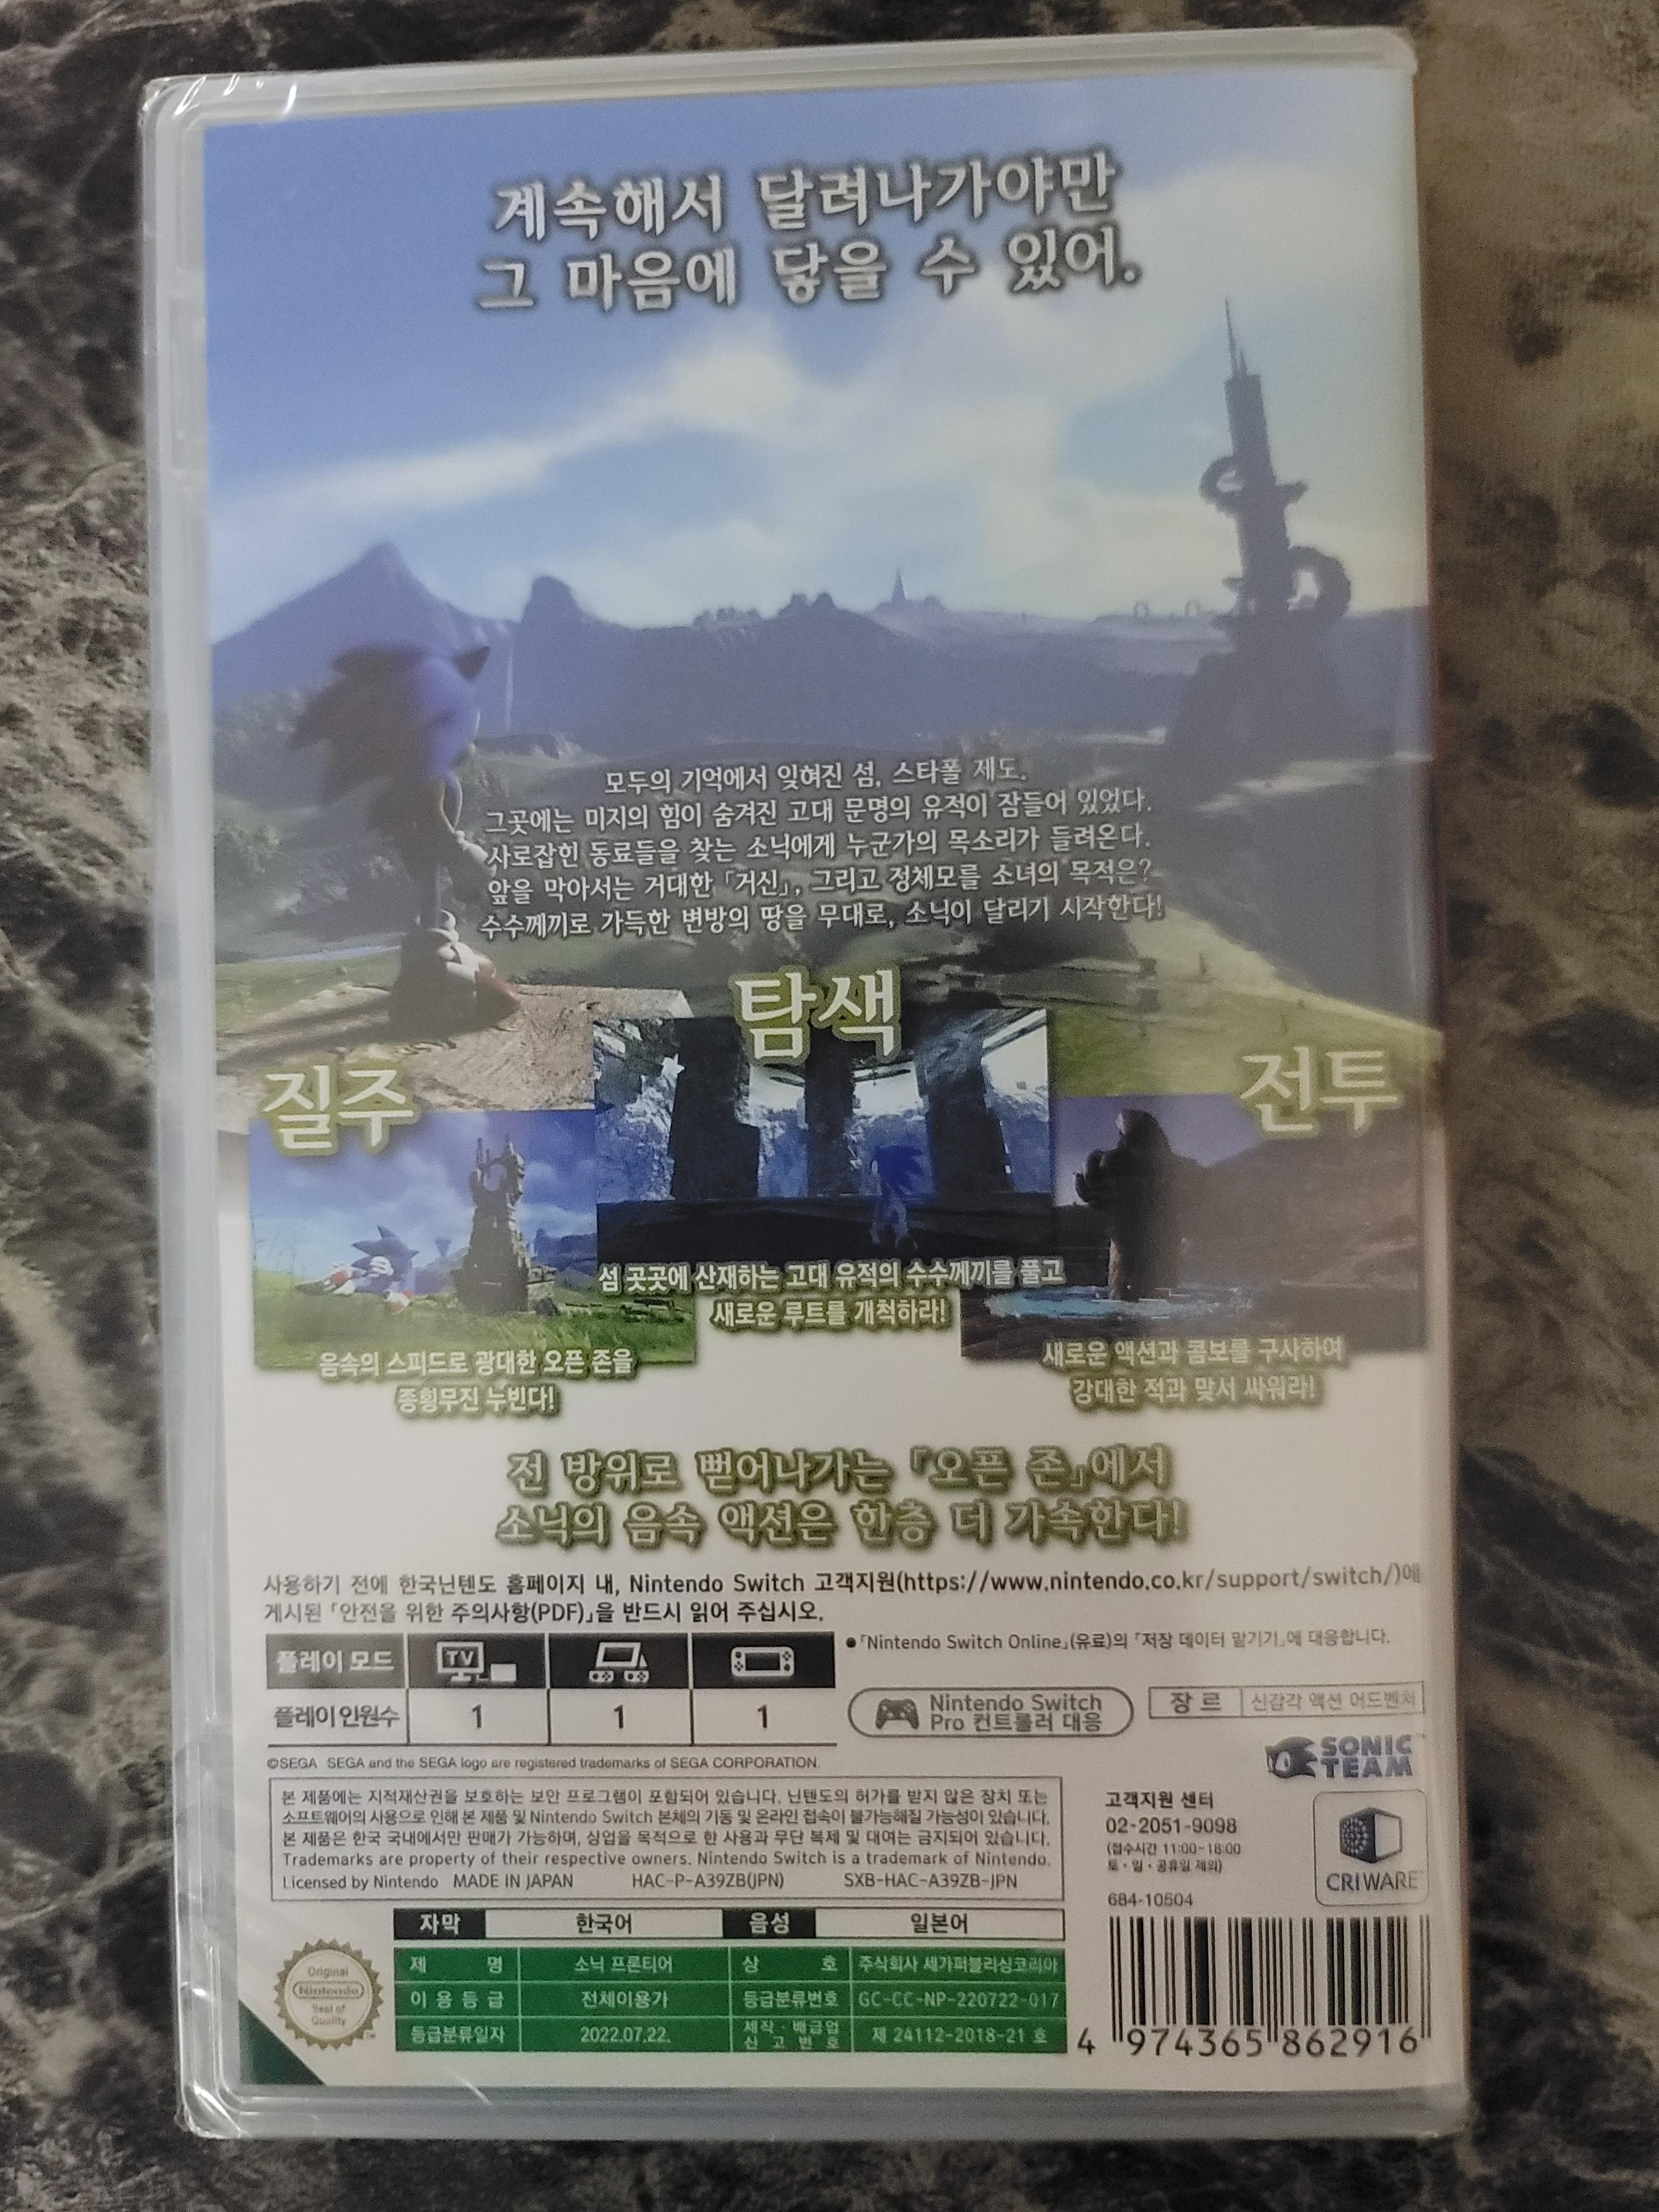 계속해서 달려나가야만
그 마음에 닿을 수 있어.
모두의 기억에서 잊혀진 섬, 스타폴 제도.
그곳에는 미지의 힘이 숨겨진 고대 문명의 유적이 잠들어 있었다.
사로잡힌 동료들을 찾는 소닉에게 누군가의 목소리가 들려온다.
앞을 막아서는 거대한 「거신」, 그리고 정체모를 소녀의 목적은?
수수께끼로 가득한 변방의 땅을 무대로, 소닉이 달리기 시작한다!
질주
음속의 스피드로 광대한 오픈 존을
종횡무진 누빈다!
탐색
섬 곳곳에 산재하는 고대 유적의 수수께끼를 풀고
새로운 루트를 개척하라!
전투
새로운 액션과 콤보를 구사하여
강대한 적과 맞서 싸워라!
전 방위로 뻗어나가는 「오픈 존」에서
소닉의 음속 액션은 한층 더 가속한다!
사용하기 전에 한국닌텐도 홈페이지 내, Nintendo Switch 고객지원(https://www.nintendo.co.kr/support/switch/)에
게시된 「안전을 위한 주의사항(PDF)」을 반드시 읽어 주십시오.
플레이 모드 TV
플레이 인원수 1 1 1
●「Nintendo Switch Online」(유료)의 「저장 데이터 맡기기」에 대응합니다.
Nintendo Switch
Pro 컨트롤러 대응
장 르 신감각 액션 어드벤처
©SEGA SEGA and the SEGA logo are registered trademarks of SEGA CORPORATION.
SONIC
TEAM
본 제품에는 지적재산권을 보호하는 보안 프로그램이 포함되어 있습니다. 닌텐도의 허가를 받지 않은 장치 또는
소프트웨어의 사용으로 인해 본 제품 및 Nintendo Switch 본체의 기동 및 온라인 접속이 불가능해질 가능성이 있습니다.
본 제품은 한국 국내에서만 판매가 가능하며, 상업을 목적으로 한 사용과 무단 복제 및 대여는 금지되어 있습니다.
Trademarks are property of their respective owners. Nintendo Switch is a trademark of Nintendo.
Licensed by Nintendo MADE IN JAPAN HAC-P-A39ZB(JPN) SXB-HAC-A39ZB-JPN
고객지원 센터
02-2051-9098
(접수시간 11:00~18:00
토・일・공휴일 제외)
CRIWARE
684-10504
자막 한국어 음성 일본어
제 명 소닉 프론티어 상 호 주식회사 세가퍼블리싱코리아
이 용 등 급 전체이용가 등급분류번호 GC-CC-NP-220722-017
등급분류일자 2022.07.22. 제작・배급업 신고번호 제 24112-2018-21 호
Original
Nintendo
Seal of
Quality
TM
4 974365 862916